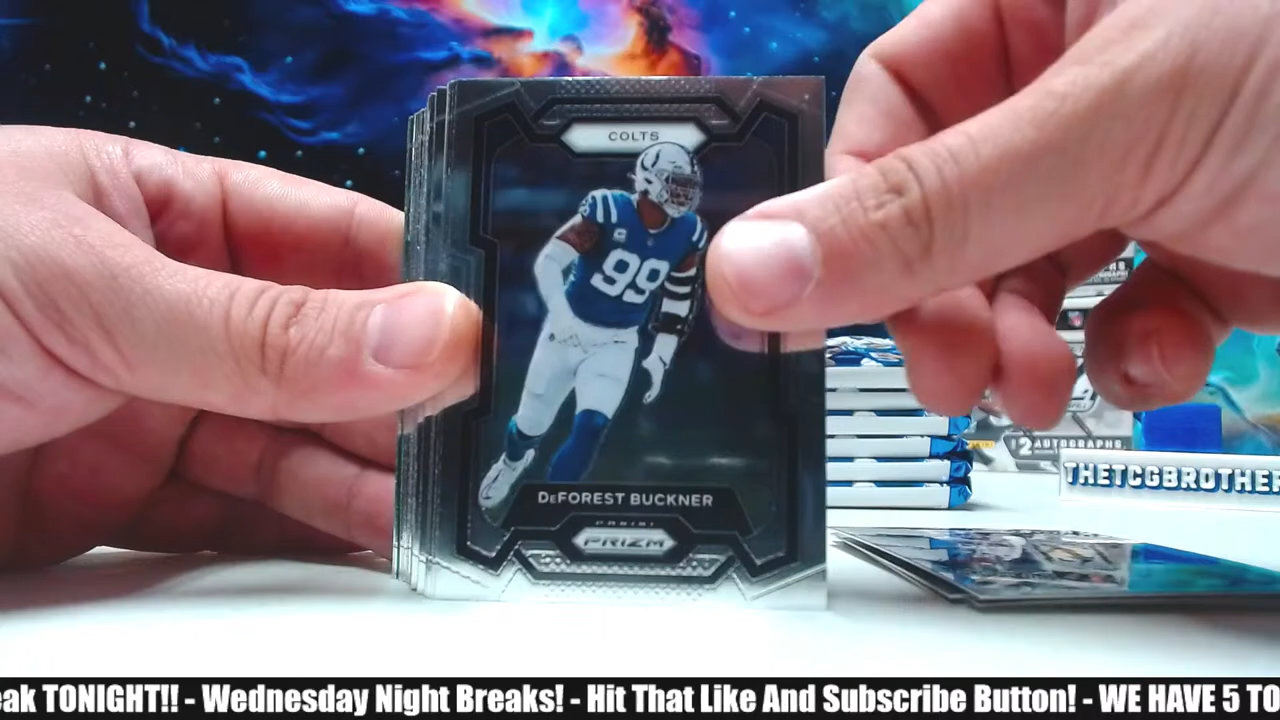 COLTS
99
DEFOREST BUCKNER
PANINI
PRIZM
2 AUTOGRAPHS
THETCGBROTHE
eak TONIGHT!! - Wednesday Night Breaks! - Hit That Like And Subscribe Button! - WE HAVE 5 TO